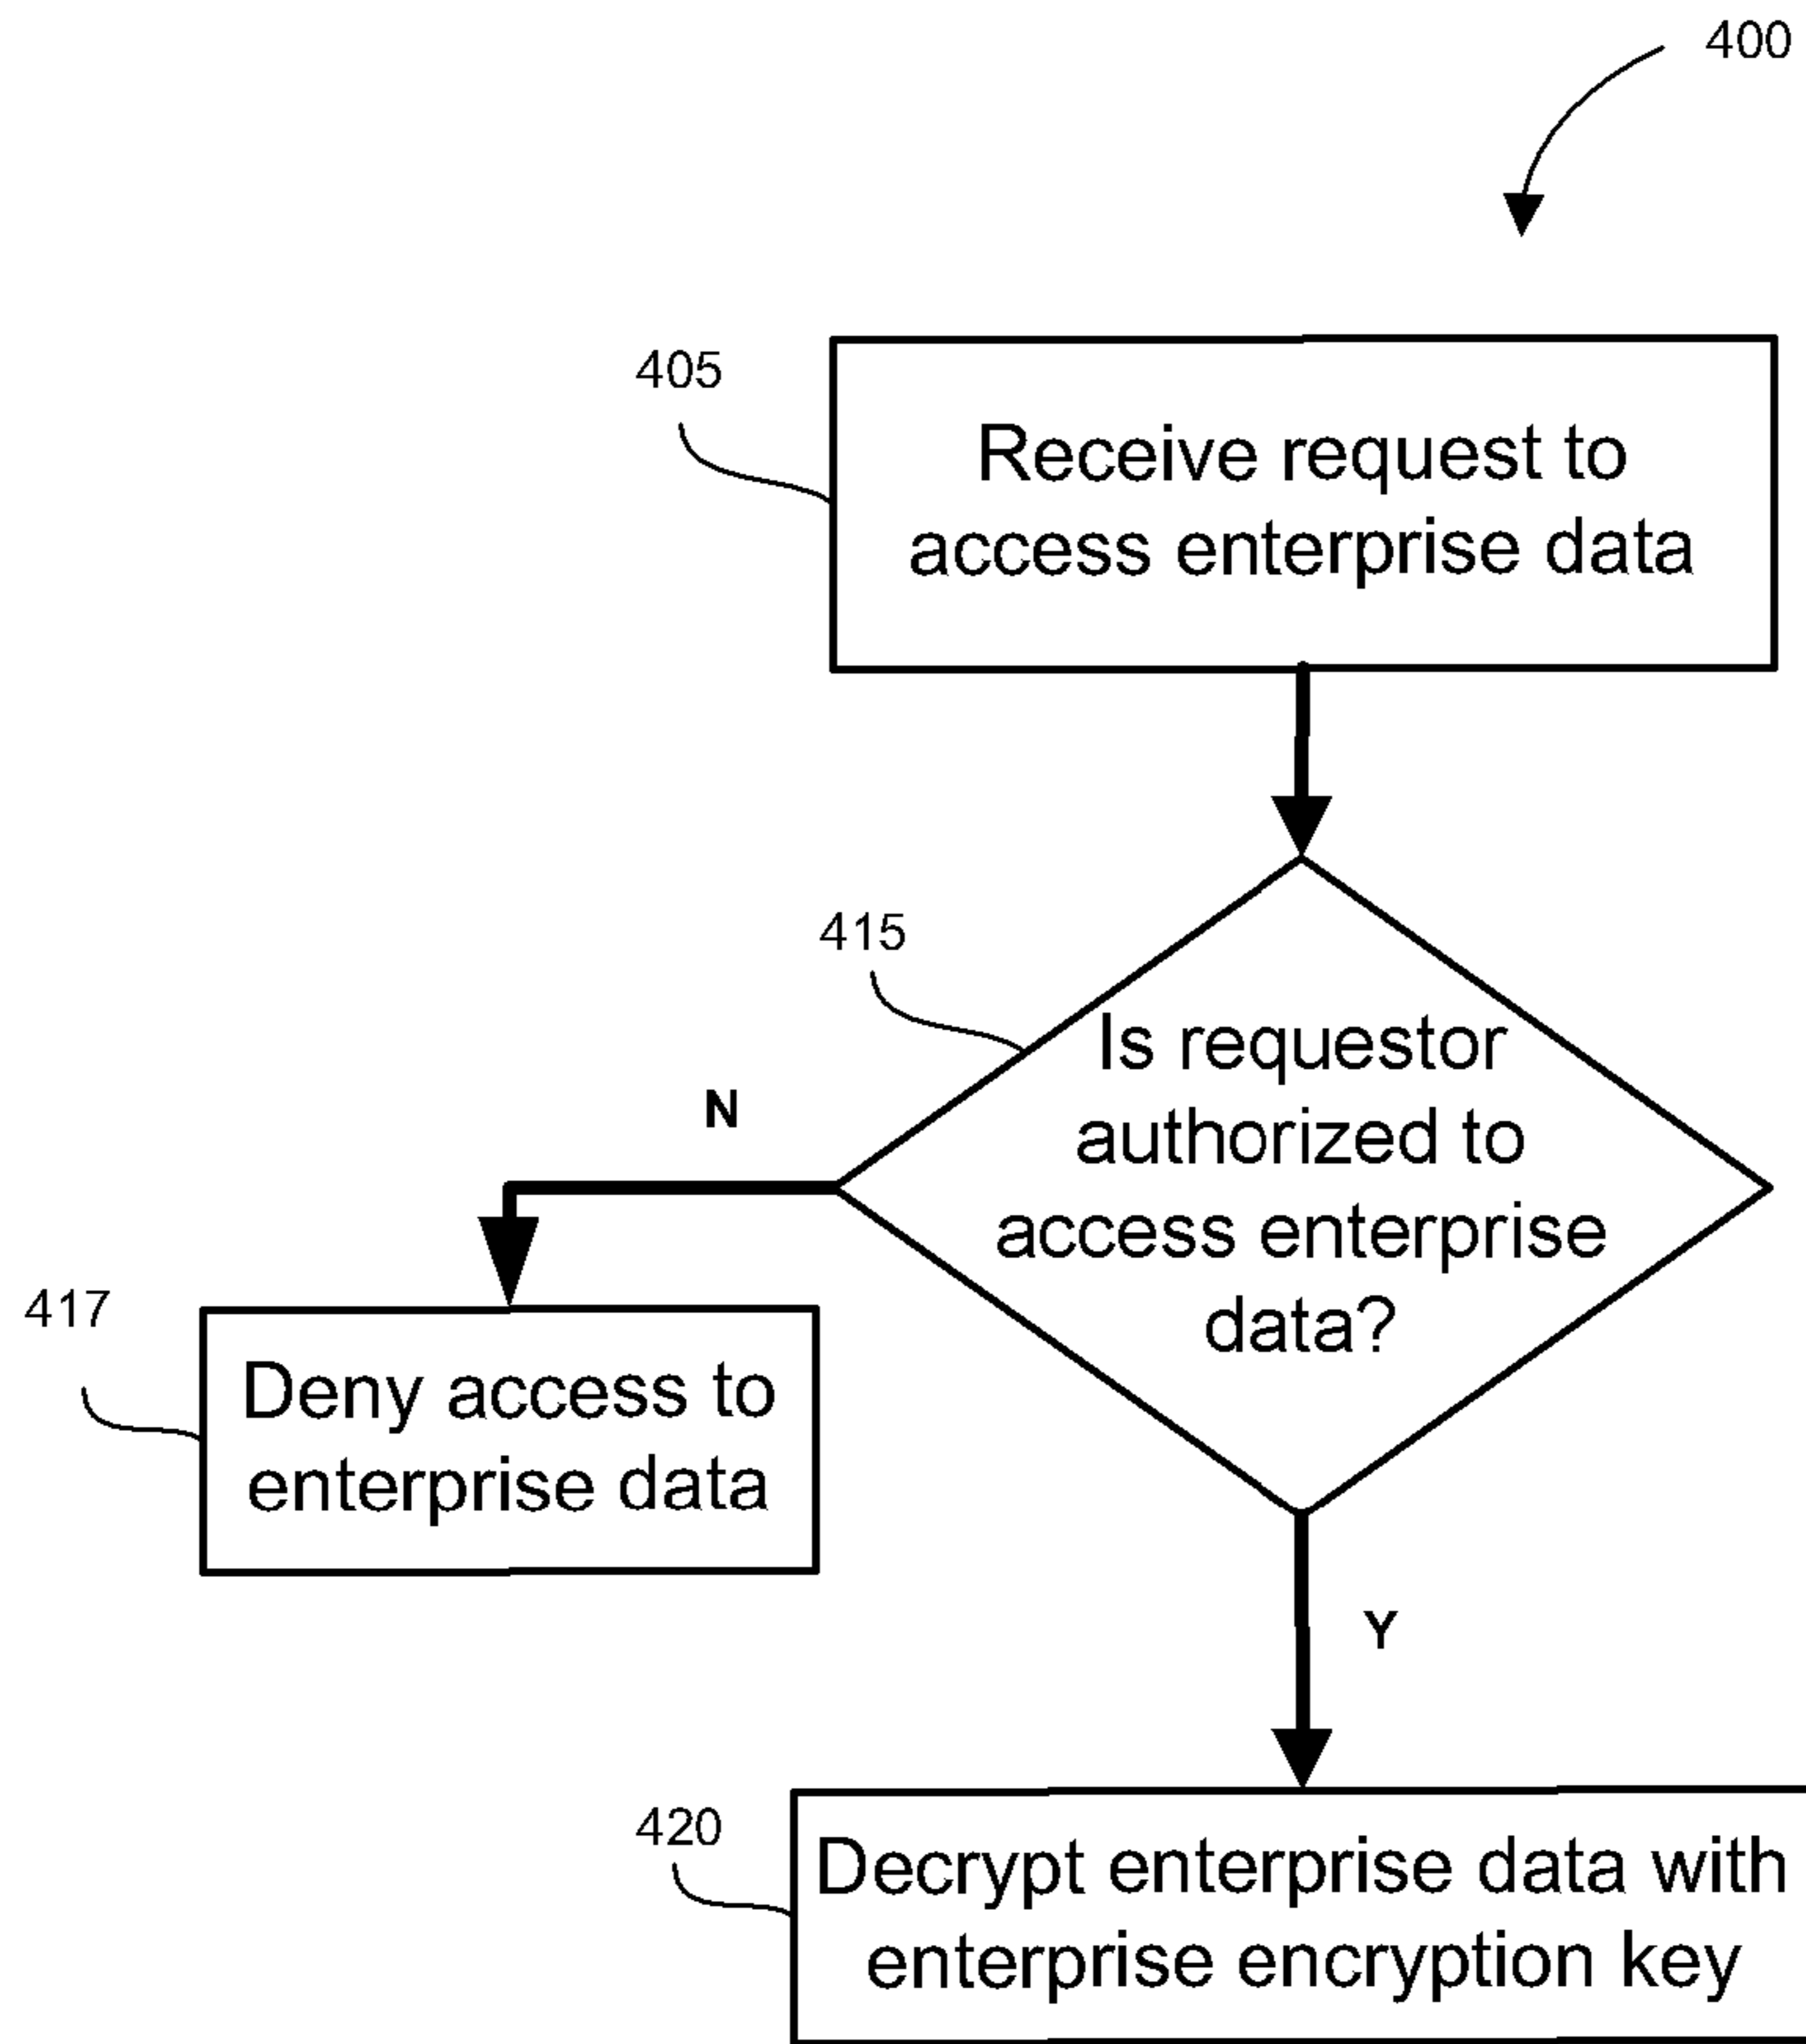 400
405
Receive request to
access enterprise data
415
Is requestor
authorized to
access enterprise
data?
N
417
Deny access to
enterprise data
Y
420
Decrypt enterprise data with
enterprise encryption key